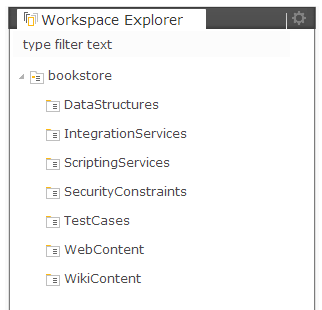 Workspace Explorer
type filter text
bookstore
DataStructures
IntegrationServices
ScriptingServices
SecurityConstraints
TestCases
WebContent
WikiContent